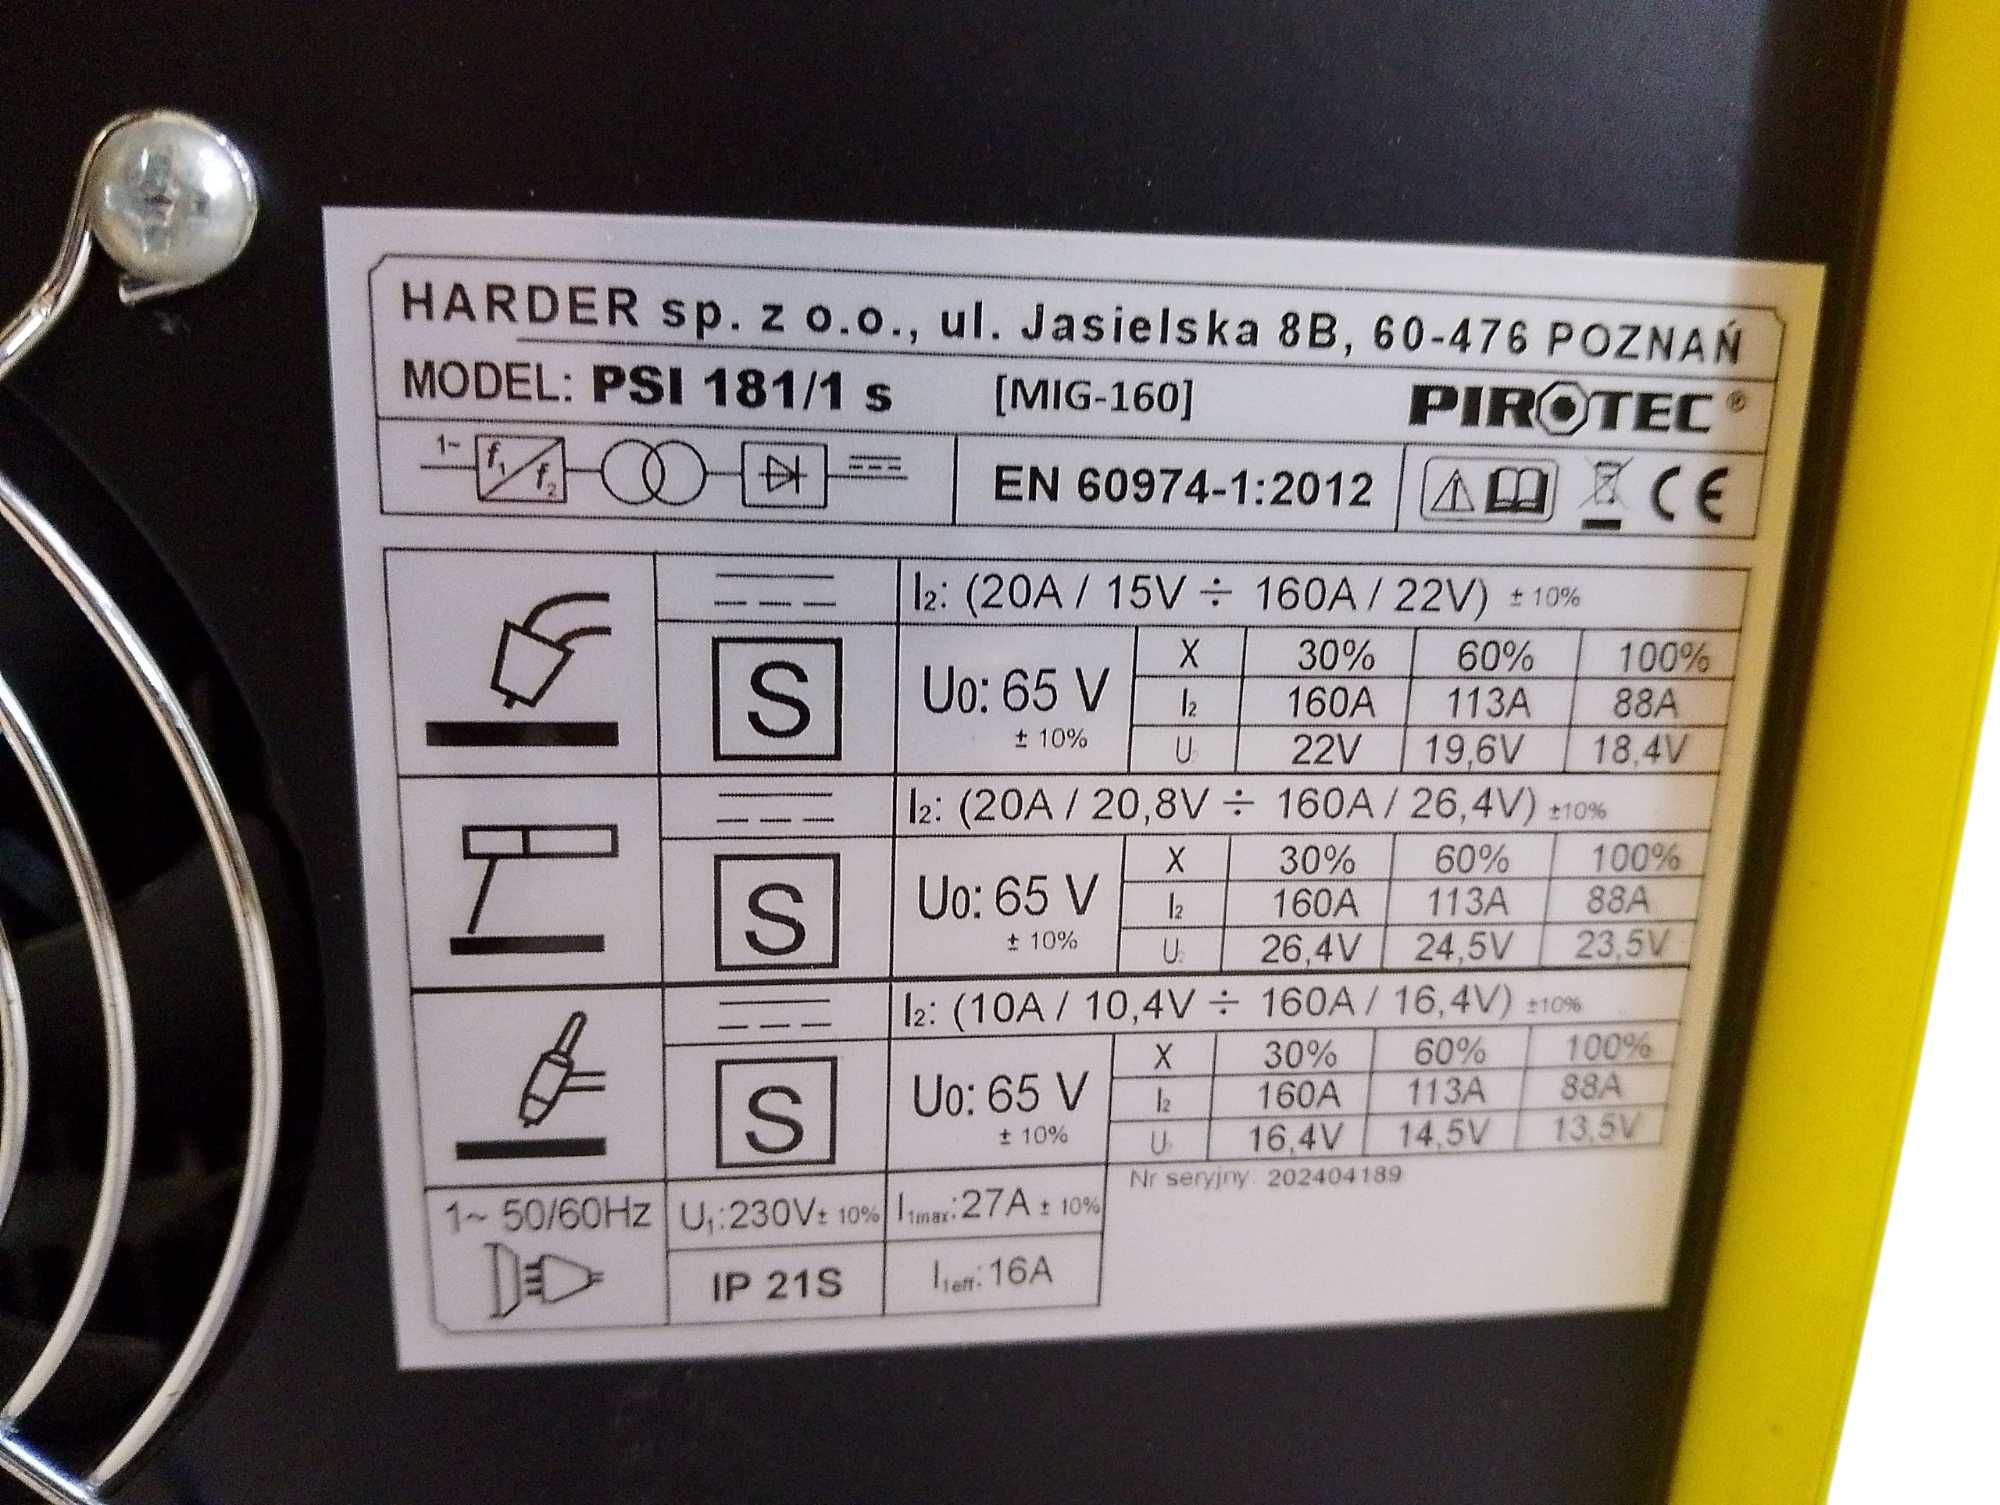 HARDER sp. z o.o., ul. Jasielska 8B, 60-476 POZNAŃ
MODEL: PSI 181/1 s [MIG-160] PIROTEC®
1~ f₁ f₂ EN 60974-1:2012 CE
I₂: (20A / 15V ÷ 160A / 22V) ± 10%
S U₀: 65 V ± 10%
X 30% 60% 100%
I₂ 160A 113A 88A
U₂ 22V 19,6V 18,4V
I₂: (20A / 20,8V ÷ 160A / 26,4V) ±10%
S U₀: 65 V ± 10%
X 30% 60% 100%
I₂ 160A 113A 88A
U₂ 26,4V 24,5V 23,5V
I₂: (10A / 10,4V ÷ 160A / 16,4V) ±10%
S U₀: 65 V ± 10%
X 30% 60% 100%
I₂ 160A 113A 88A
U₂ 16,4V 14,5V 13,5V
1~ 50/60Hz U₁:230V± 10% I₁max:27A ± 10% Nr seryjny: 202404189
IP 21S I₁eff: 16A